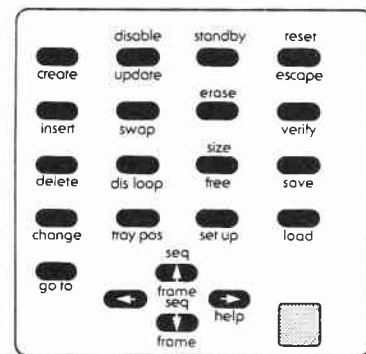 disable standby reset
create update escape
erase
insert swap verify
size
delete dis loop free save
change tray pos set up load
seq
go to frame
seq help
frame